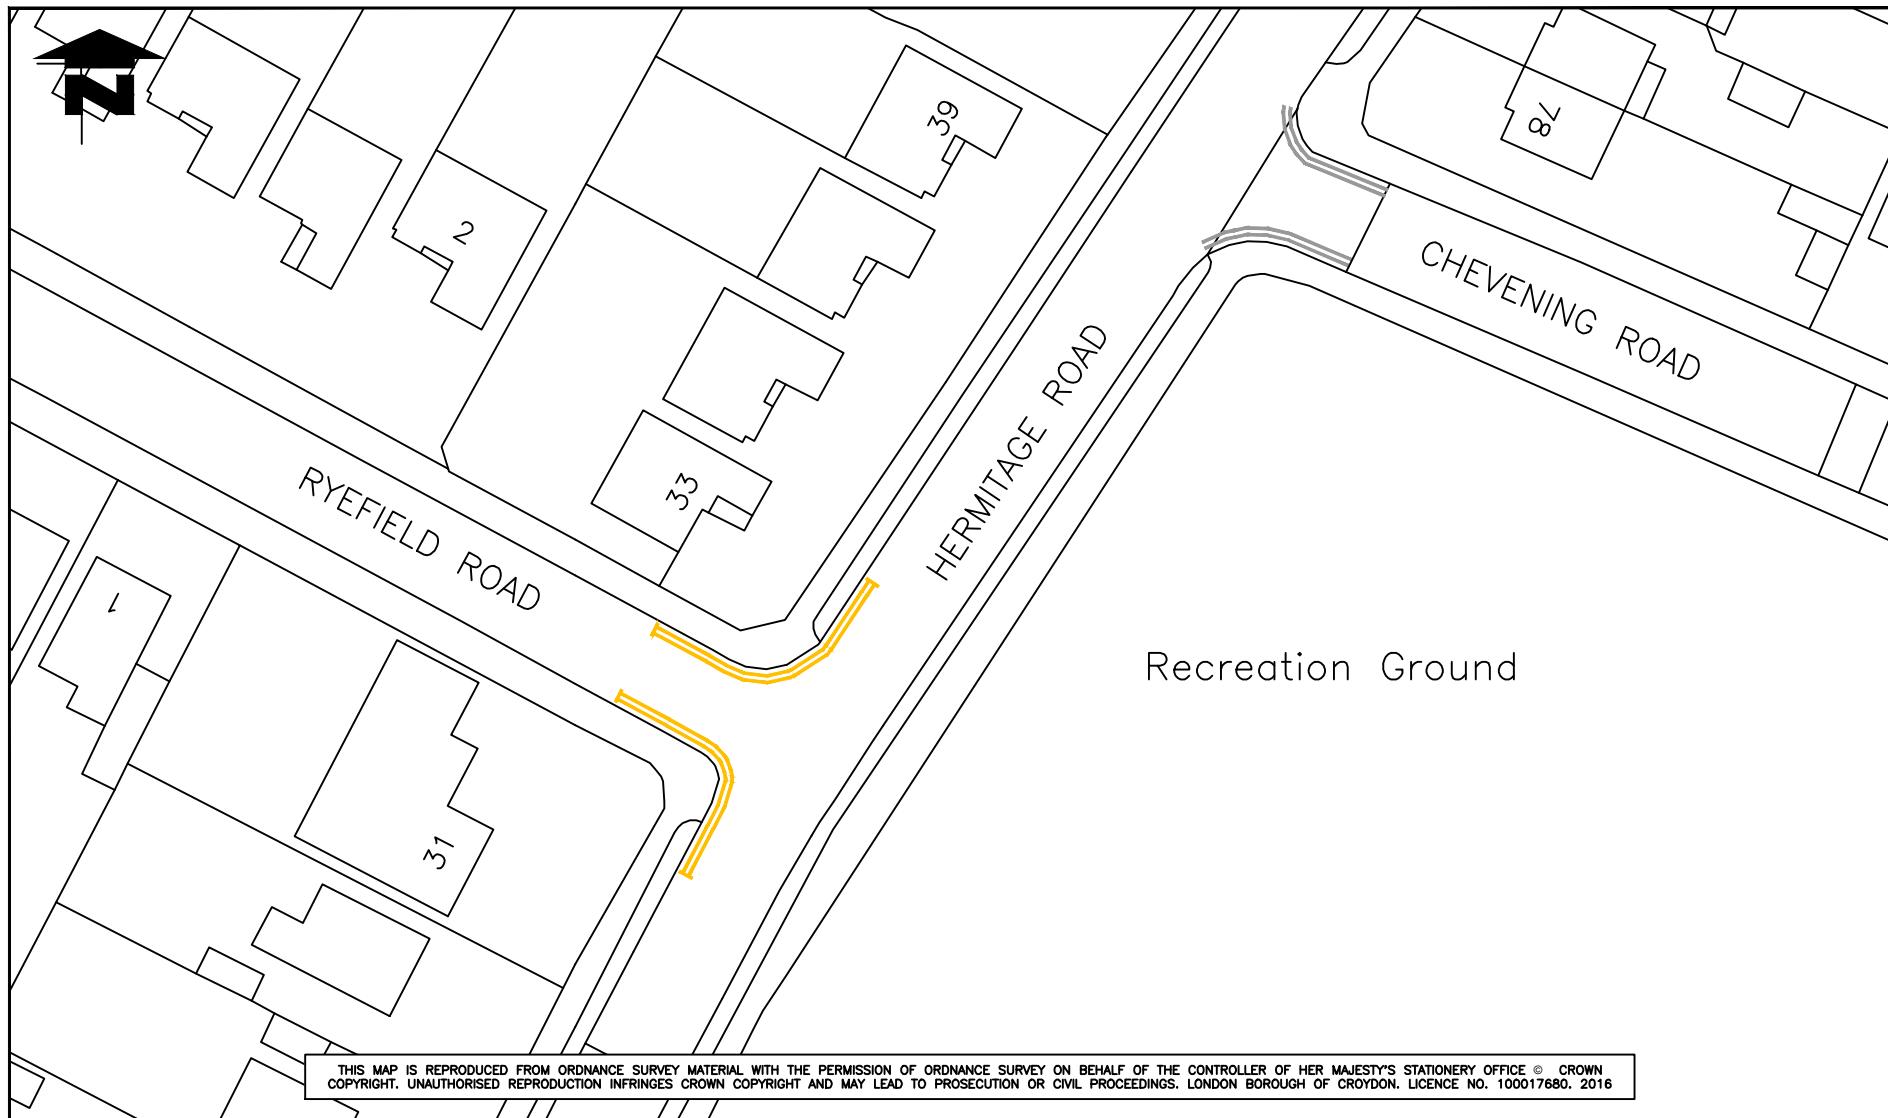 N
39
78
2
CHEVENING ROAD
HERMITAGE ROAD
33
RYEFIELD ROAD
1
Recreation Ground
31
THIS MAP IS REPRODUCED FROM ORDNANCE SURVEY MATERIAL WITH THE PERMISSION OF ORDNANCE SURVEY ON BEHALF OF THE CONTROLLER OF HER MAJESTY'S STATIONERY OFFICE © CROWN
COPYRIGHT. UNAUTHORISED REPRODUCTION INFRINGES CROWN COPYRIGHT AND MAY LEAD TO PROSECUTION OR CIVIL PROCEEDINGS. LONDON BOROUGH OF CROYDON. LICENCE NO. 100017680. 2016